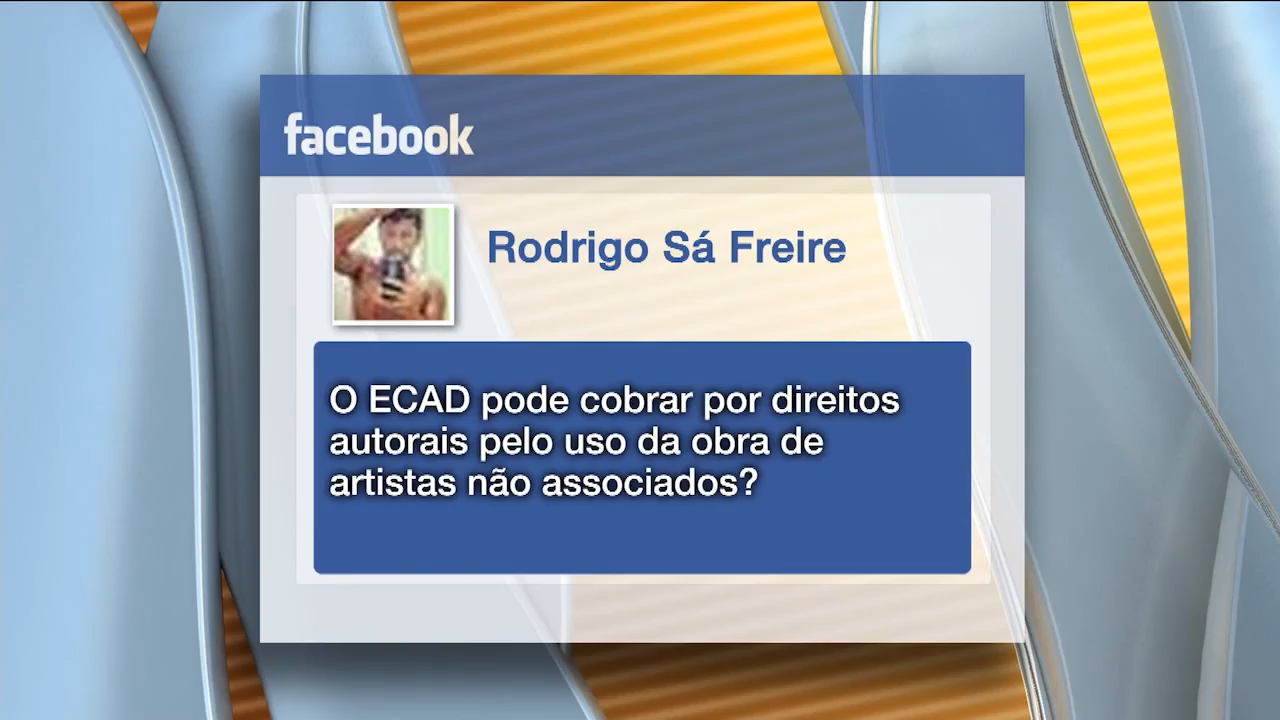 facebook
Rodrigo Sá Freire
O ECAD pode cobrar por direitos
autorais pelo uso da obra de
artistas não associados?